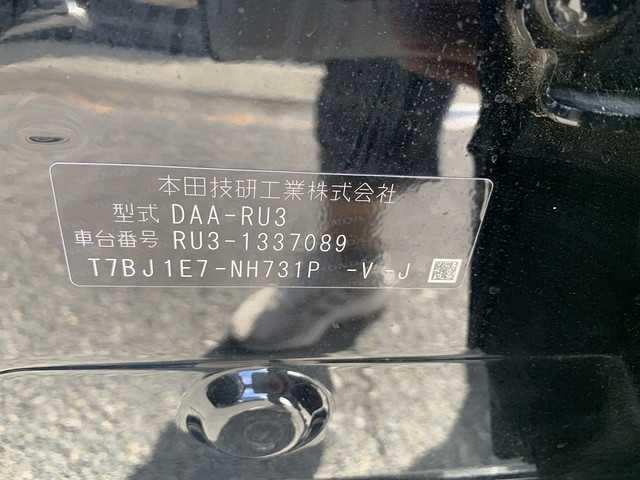 本田技研工業株式会社
型式 DAA-RU3
車台番号 RU3-1337089
T7BJ1E7-NH731P -V-J